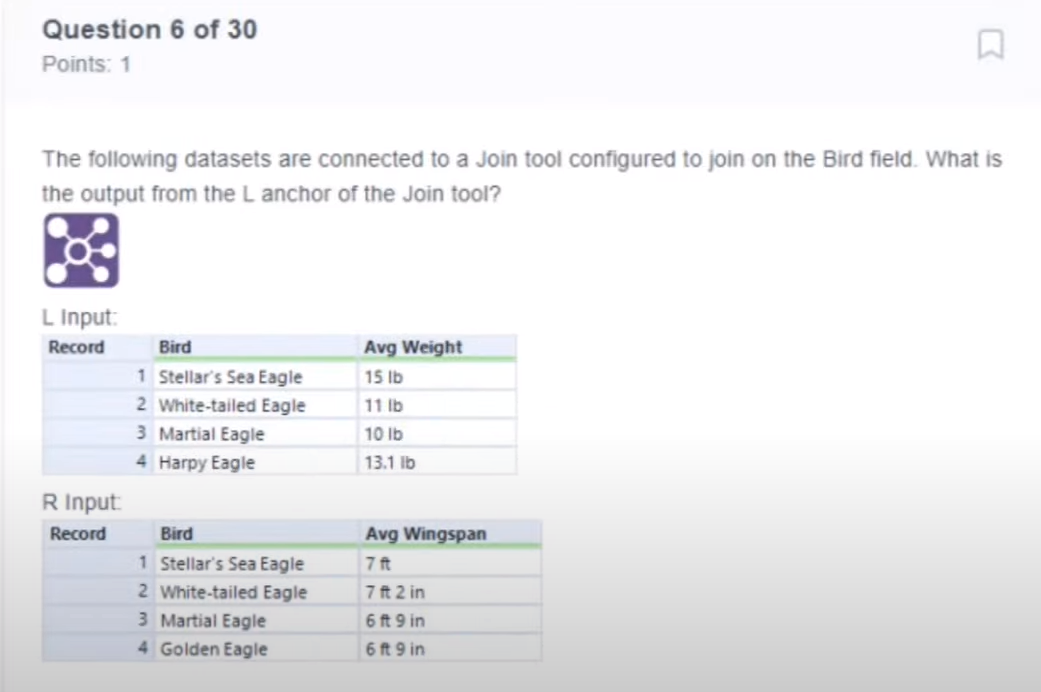 Question 6 of 30
Points: 1
The following datasets are connected to a Join tool configured to join on the Bird field. What is
the output from the L anchor of the Join tool?
L Input:
Record Bird Avg Weight
1 Stellar's Sea Eagle 15 lb
2 White-tailed Eagle 11 lb
3 Martial Eagle 10 lb
4 Harpy Eagle 13.1 lb
R Input:
Record Bird Avg Wingspan
1 Stellar's Sea Eagle 7 ft
2 White-tailed Eagle 7 ft 2 in
3 Martial Eagle 6 ft 9 in
4 Golden Eagle 6 ft 9 in